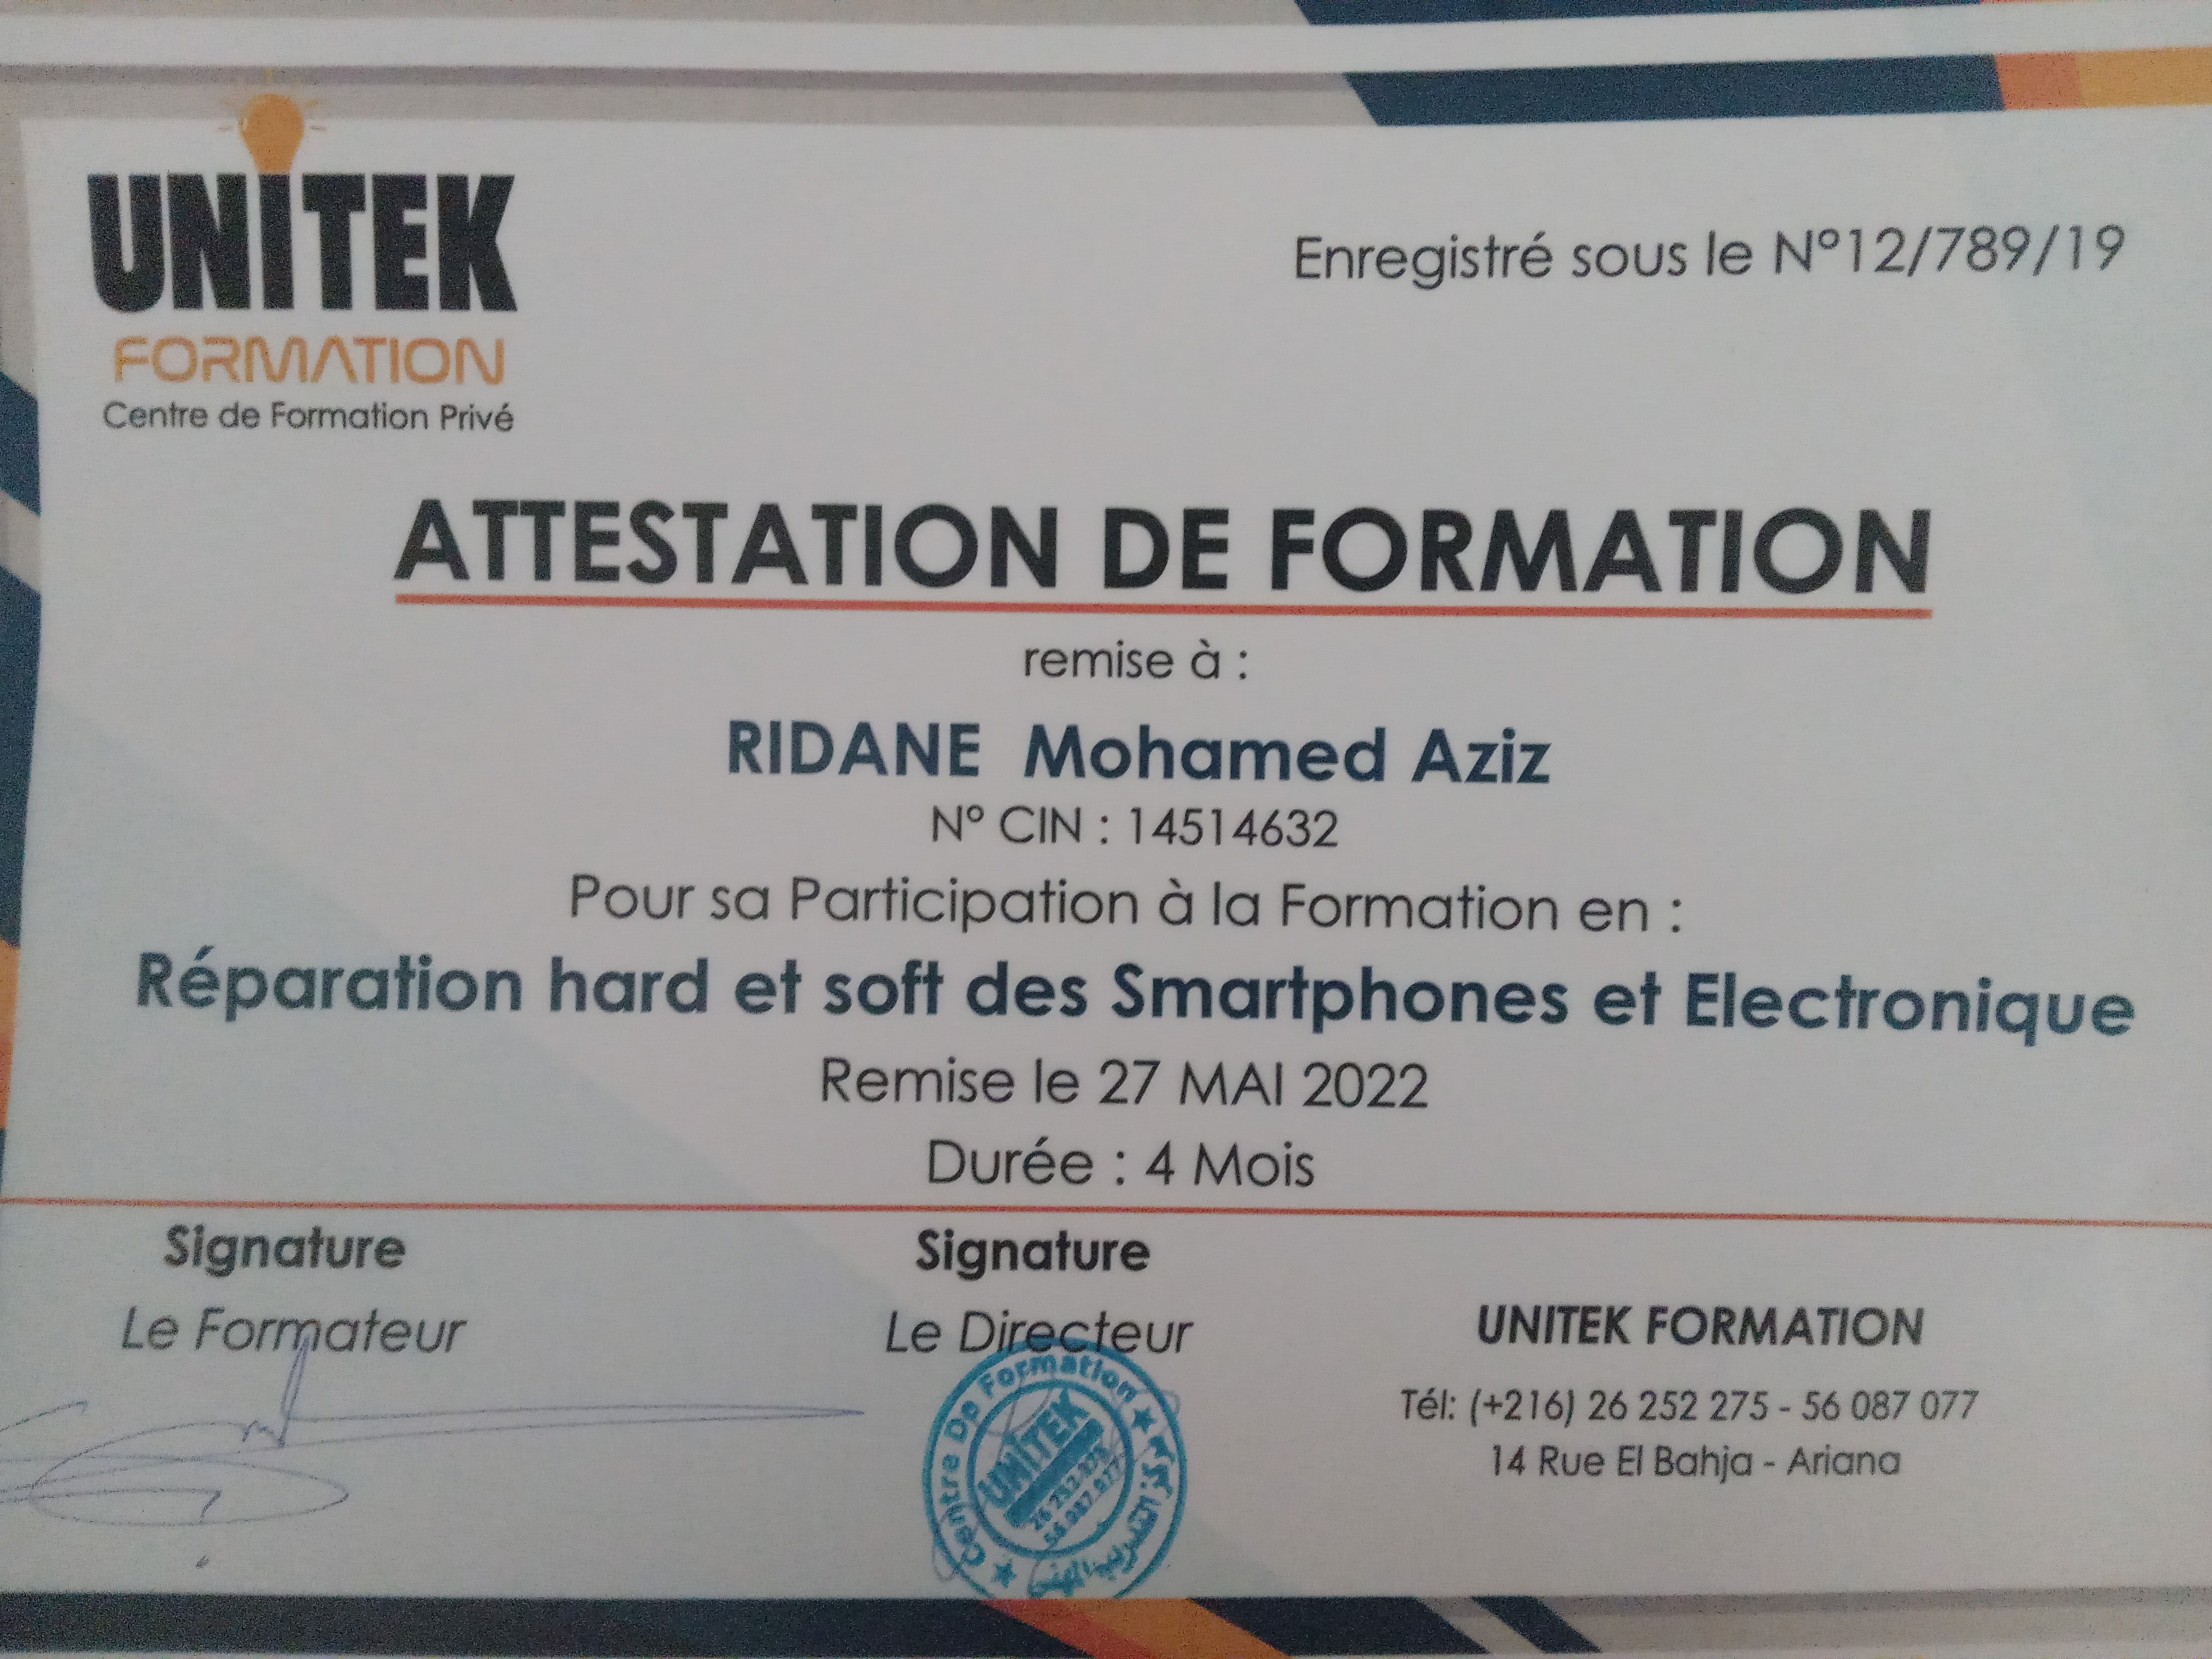 UNITEK
FORMATION
Centre de Formation Privé
Enregistré sous le N°12/789/19
ATTESTATION DE FORMATION
remise à :
RIDANE Mohamed Aziz
N° CIN : 14514632
Pour sa Participation à la Formation en :
Réparation hard et soft des Smartphones et Electronique
Remise le 27 MAI 2022
Durée : 4 Mois
Signature
Le Formateur
Signature
Le Directeur
Centre Dp Formation
UNITEK
26 252 275
56 087 077
UNITEK FORMATION
Tél: (+216) 26 252 275 - 56 087 077
14 Rue El Bahja - Ariana